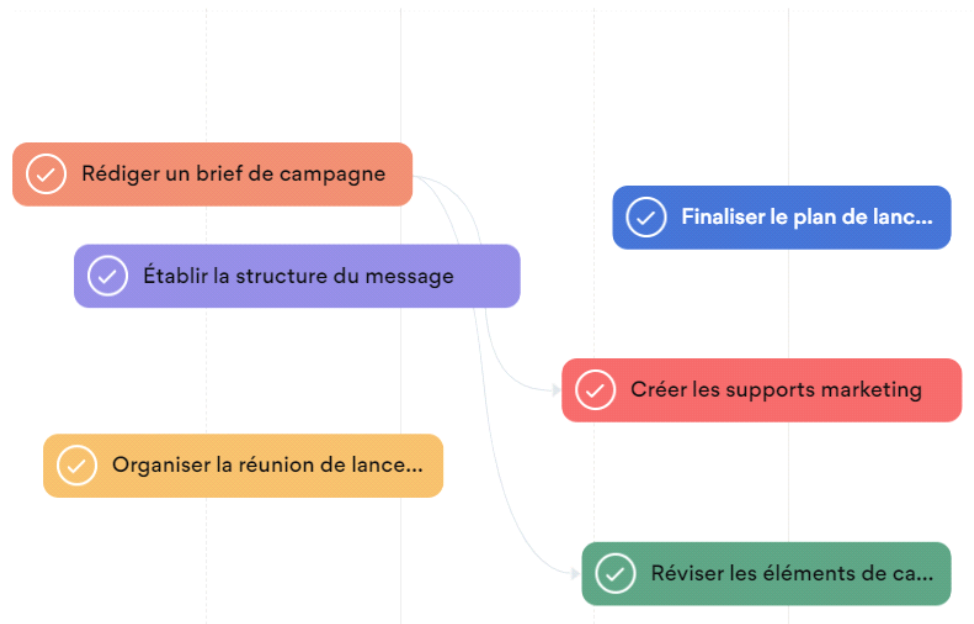 Rédiger un brief de campagne
Finaliser le plan de lanc...
Établir la structure du message
Créer les supports marketing
Organiser la réunion de lance...
Réviser les éléments de ca...